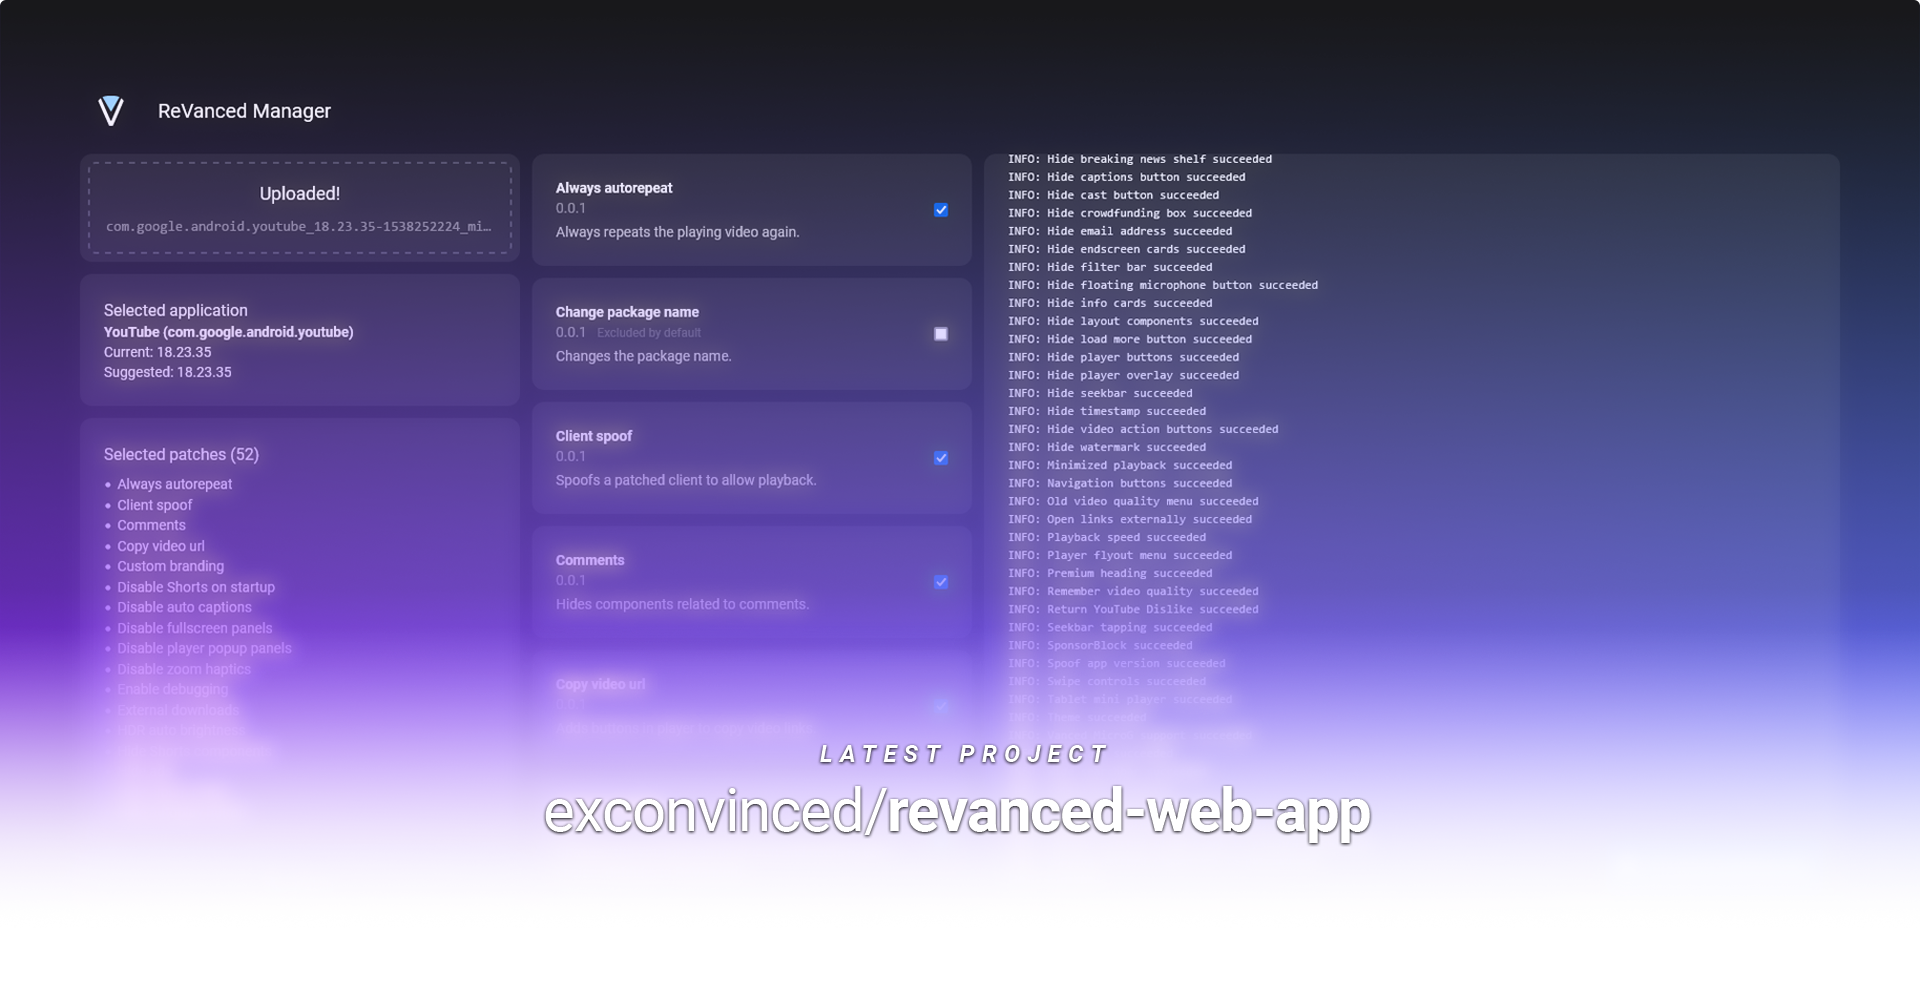 ReVanced Manager
Uploaded!
com.google.android.youtube_18.23.35-1538252224_mi…
Selected application
YouTube (com.google.android.youtube)
Current: 18.23.35
Suggested: 18.23.35
Selected patches (52)
• Always autorepeat
• Client spoof
• Comments
• Copy video url
• Custom branding
• Disable Shorts on startup
• Disable auto captions
• Disable fullscreen panels
• Disable player popup panels
• Disable zoom haptics
• Enable debugging
• External downloads
Always autorepeat
0.0.1
Always repeats the playing video again.
Change package name
0.0.1 Excluded by default
Changes the package name.
Client spoof
0.0.1
Spoofs a patched client to allow playback.
Comments
0.0.1
Hides components related to comments.
Copy video url
0.0.1
INFO: Hide breaking news shelf succeeded
INFO: Hide captions button succeeded
INFO: Hide cast button succeeded
INFO: Hide crowdfunding box succeeded
INFO: Hide email address succeeded
INFO: Hide endscreen cards succeeded
INFO: Hide filter bar succeeded
INFO: Hide floating microphone button succeeded
INFO: Hide info cards succeeded
INFO: Hide layout components succeeded
INFO: Hide load more button succeeded
INFO: Hide player buttons succeeded
INFO: Hide player overlay succeeded
INFO: Hide seekbar succeeded
INFO: Hide timestamp succeeded
INFO: Hide video action buttons succeeded
INFO: Hide watermark succeeded
INFO: Minimized playback succeeded
INFO: Navigation buttons succeeded
INFO: Old video quality menu succeeded
INFO: Open links externally succeeded
INFO: Playback speed succeeded
INFO: Player flyout menu succeeded
INFO: Premium heading succeeded
INFO: Remember video quality succeeded
INFO: Return YouTube Dislike succeeded
INFO: Seekbar tapping succeeded
INFO: SponsorBlock succeeded
INFO: Spoof app version succeeded
INFO: Swipe controls succeeded
INFO: Tablet mini player succeeded
INFO: Theme succeeded
LATEST PROJECT
exconvinced/revanced-web-app